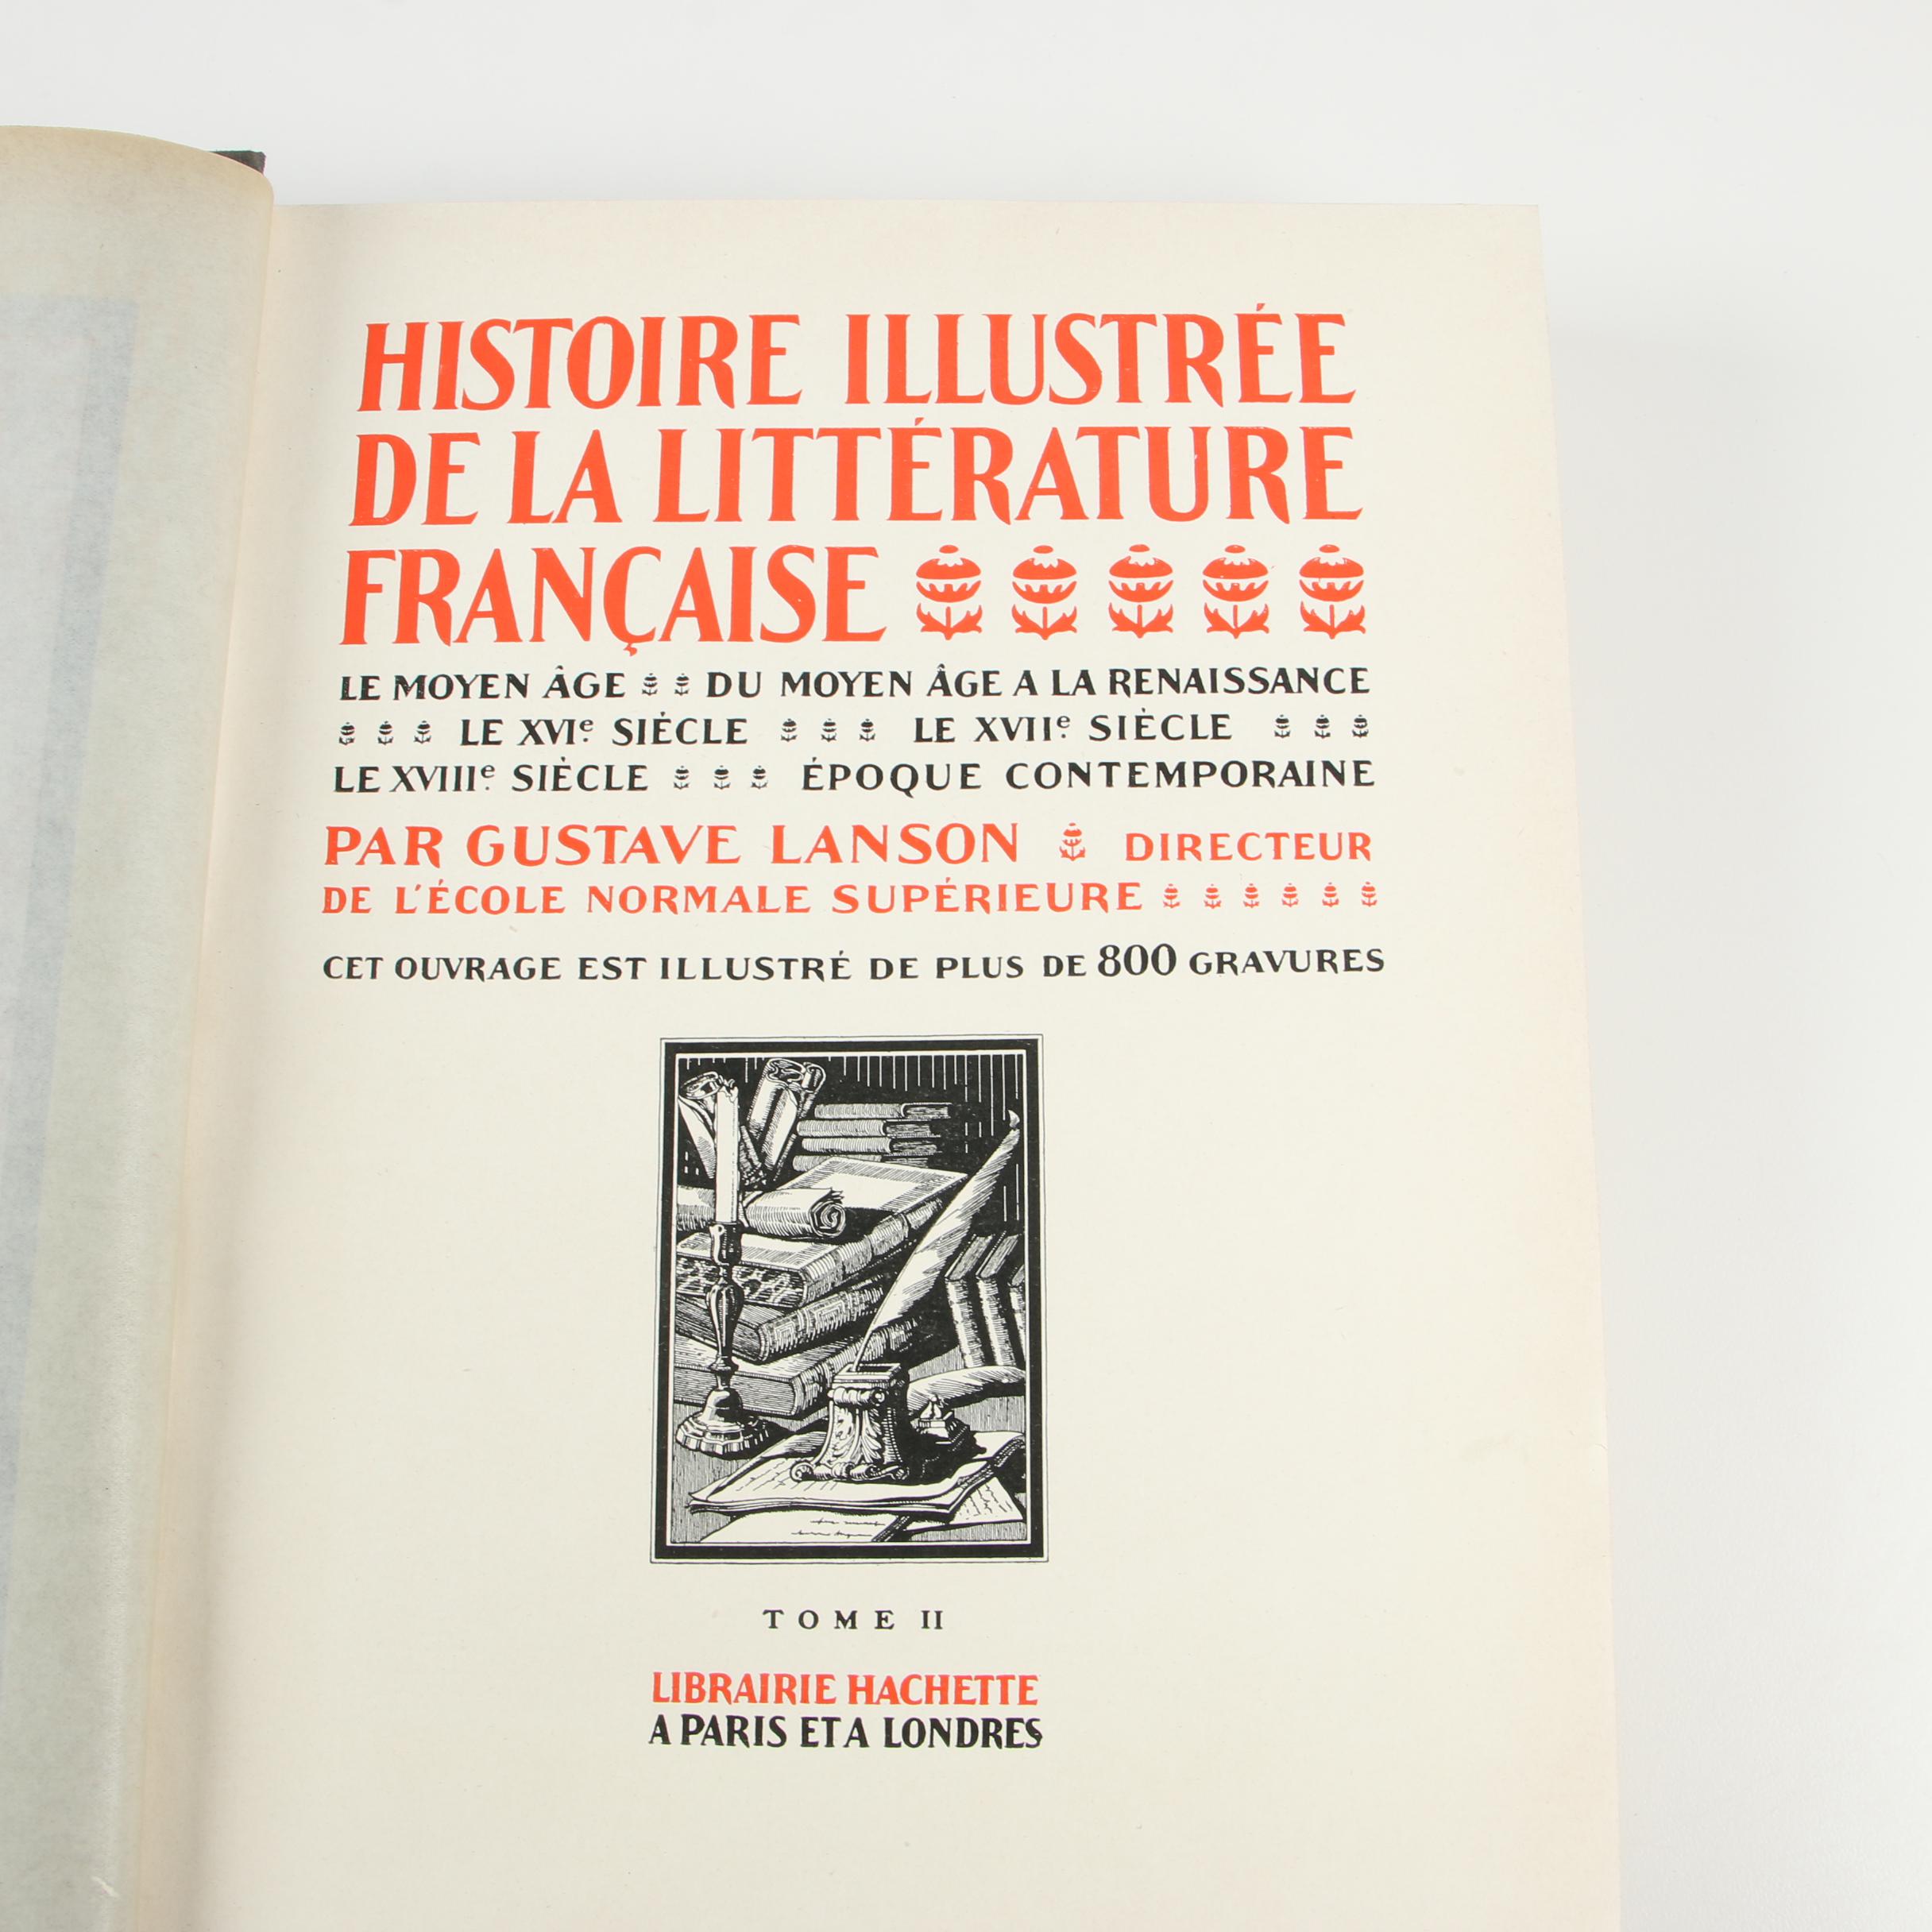 HISTOIRE ILLUSTRÉE
DE LA LITTÉRATURE
FRANÇAISE
LE MOYEN ÂGE DU MOYEN ÂGE A LA RENAISSANCE
LE XVIe SIÈCLE LE XVIIe SIÈCLE
LE XVIIIe SIÈCLE ÉPOQUE CONTEMPORAINE
PAR GUSTAVE LANSON DIRECTEUR
DE L'ÉCOLE NORMALE SUPÉRIEURE
CET OUVRAGE EST ILLUSTRÉ DE PLUS DE 800 GRAVURES
TOME II
LIBRAIRIE HACHETTE
A PARIS ET A LONDRES